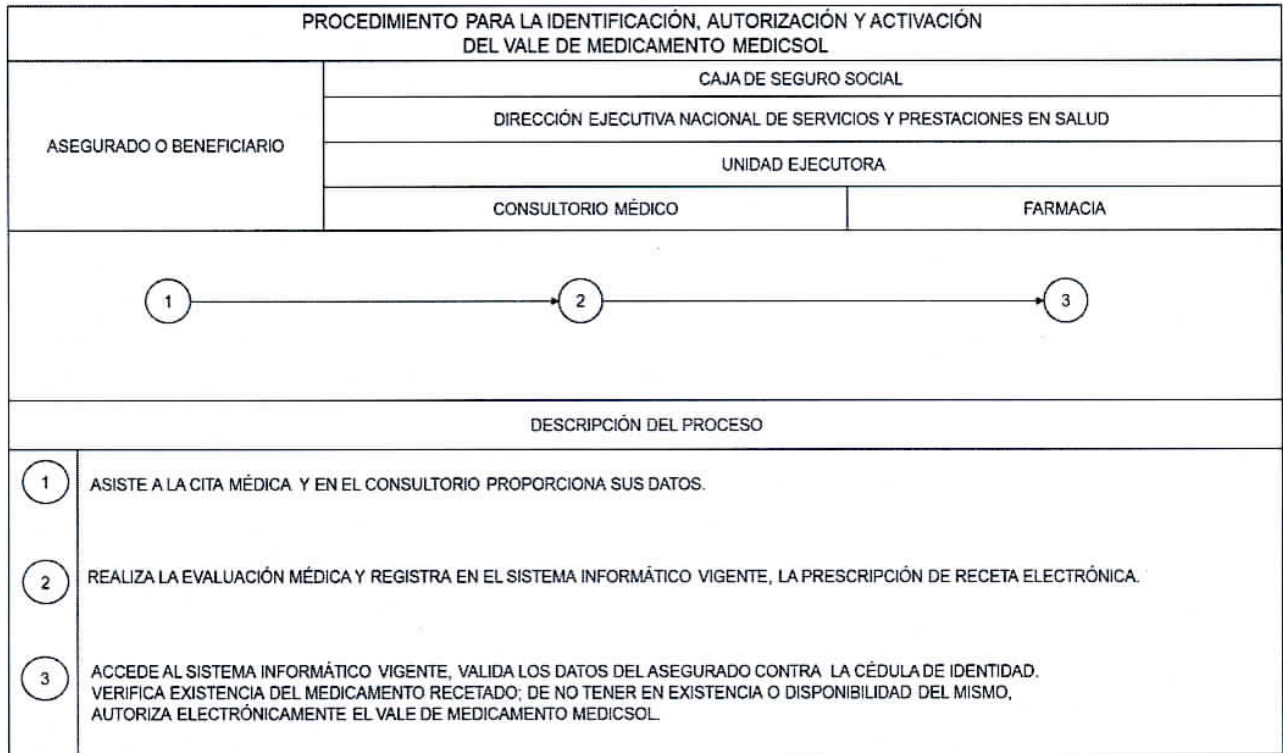 PROCEDIMIENTO PARA LA IDENTIFICACIÓN, AUTORIZACIÓN Y ACTIVACIÓN
DEL VALE DE MEDICAMENTO MEDICSOL
ASEGURADO O BENEFICIARIO
CAJA DE SEGURO SOCIAL
DIRECCIÓN EJECUTIVA NACIONAL DE SERVICIOS Y PRESTACIONES EN SALUD
UNIDAD EJECUTORA
CONSULTORIO MÉDICO
FARMACIA
1
2
3
DESCRIPCIÓN DEL PROCESO
1
ASISTE A LA CITA MÉDICA Y EN EL CONSULTORIO PROPORCIONA SUS DATOS.
2
REALIZA LA EVALUACIÓN MÉDICA Y REGISTRA EN EL SISTEMA INFORMÁTICO VIGENTE, LA PRESCRIPCIÓN DE RECETA ELECTRÓNICA.
3
ACCEDE AL SISTEMA INFORMÁTICO VIGENTE, VALIDA LOS DATOS DEL ASEGURADO CONTRA LA CÉDULA DE IDENTIDAD.
VERIFICA EXISTENCIA DEL MEDICAMENTO RECETADO; DE NO TENER EN EXISTENCIA O DISPONIBILIDAD DEL MISMO,
AUTORIZA ELECTRÓNICAMENTE EL VALE DE MEDICAMENTO MEDICSOL.